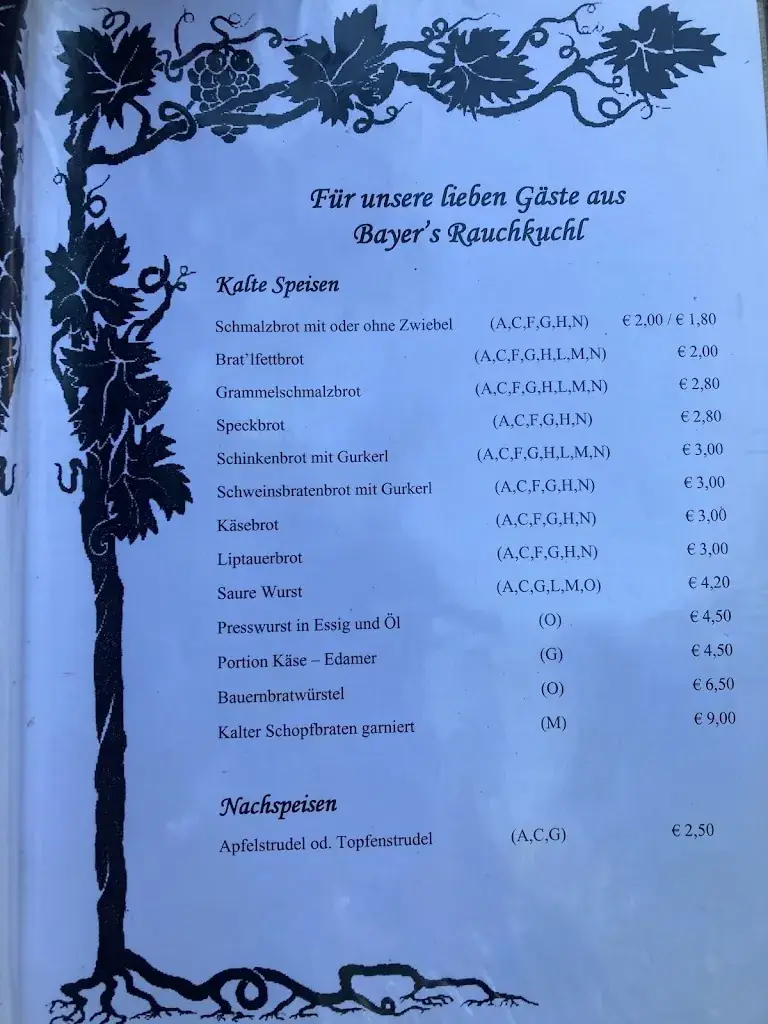 Für unsere lieben Gäste aus
Bayer's Rauchkuchl
Kalte Speisen
Schmalzbrot mit oder ohne Zwiebel (A,C,F,G,H,N) € 2,00 / € 1,80
Brat'lfettbrot (A,C,F,G,H,L,M,N) € 2,00
Grammelschmalzbrot (A,C,F,G,H,L,M,N) € 2,80
Speckbrot (A,C,F,G,H,N) € 2,80
Schinkenbrot mit Gurkerl (A,C,F,G,H,L,M,N) € 3,00
Schweinsbratenbrot mit Gurkerl (A,C,F,G,H,N) € 3,00
Käsebrot (A,C,F,G,H,N) € 3,00
Liptauerbrot (A,C,F,G,H,N) € 3,00
Saure Wurst (A,C,G,L,M,O) € 4,20
Presswurst in Essig und Öl (O) € 4,50
Portion Käse – Edamer (G) € 4,50
Bauernbratwürstel (O) € 6,50
Kalter Schopfbraten garniert (M) € 9,00
Nachspeisen
Apfelstrudel od. Topfenstrudel (A,C,G) € 2,50